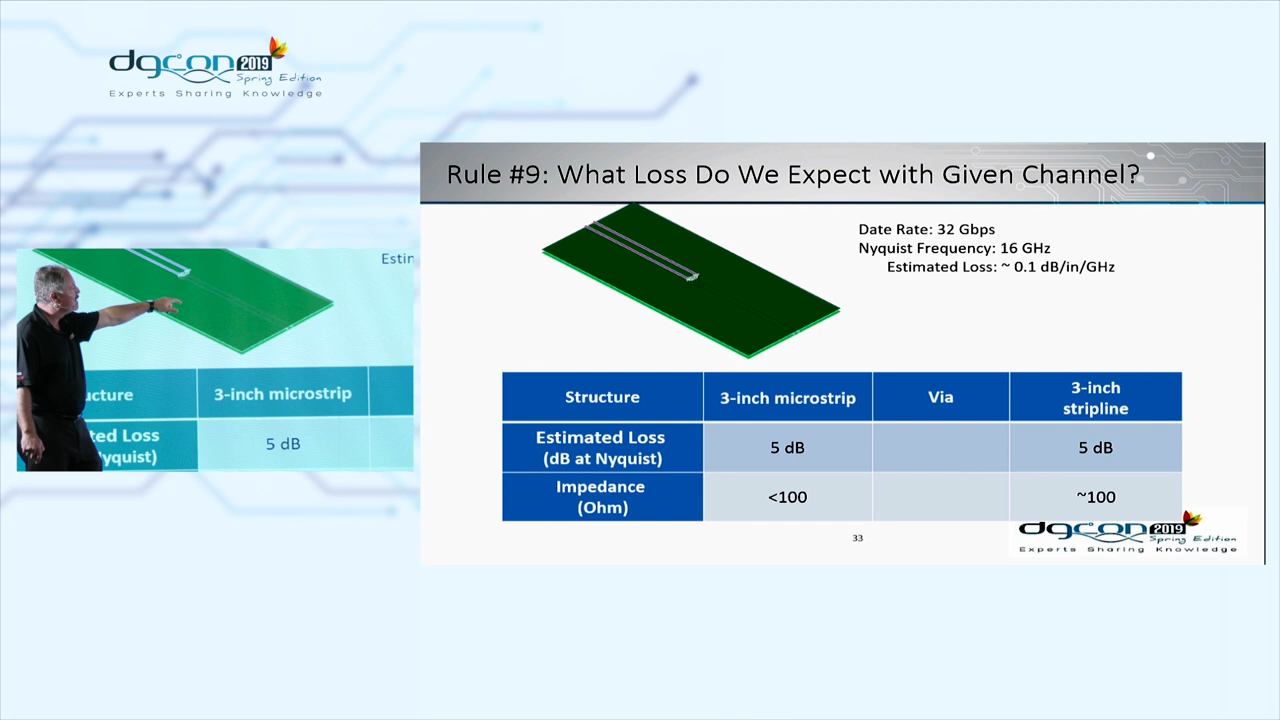 dgcon 2019
Spring Edition
Experts Sharing Knowledge
Rule #9: What Loss Do We Expect with Given Channel?
Date Rate: 32 Gbps
Nyquist Frequency: 16 GHz
Estimated Loss: ~ 0.1 dB/in/GHz
Structure 3-inch microstrip Via 3-inch stripline
Estimated Loss (dB at Nyquist) 5 dB 5 dB
Impedance (Ohm) <100 ~100
33
dgcon 2019
Spring Edition
Experts Sharing Knowledge
Estin
ucture 3-inch microstrip
ted Loss 5 dB
yquist)